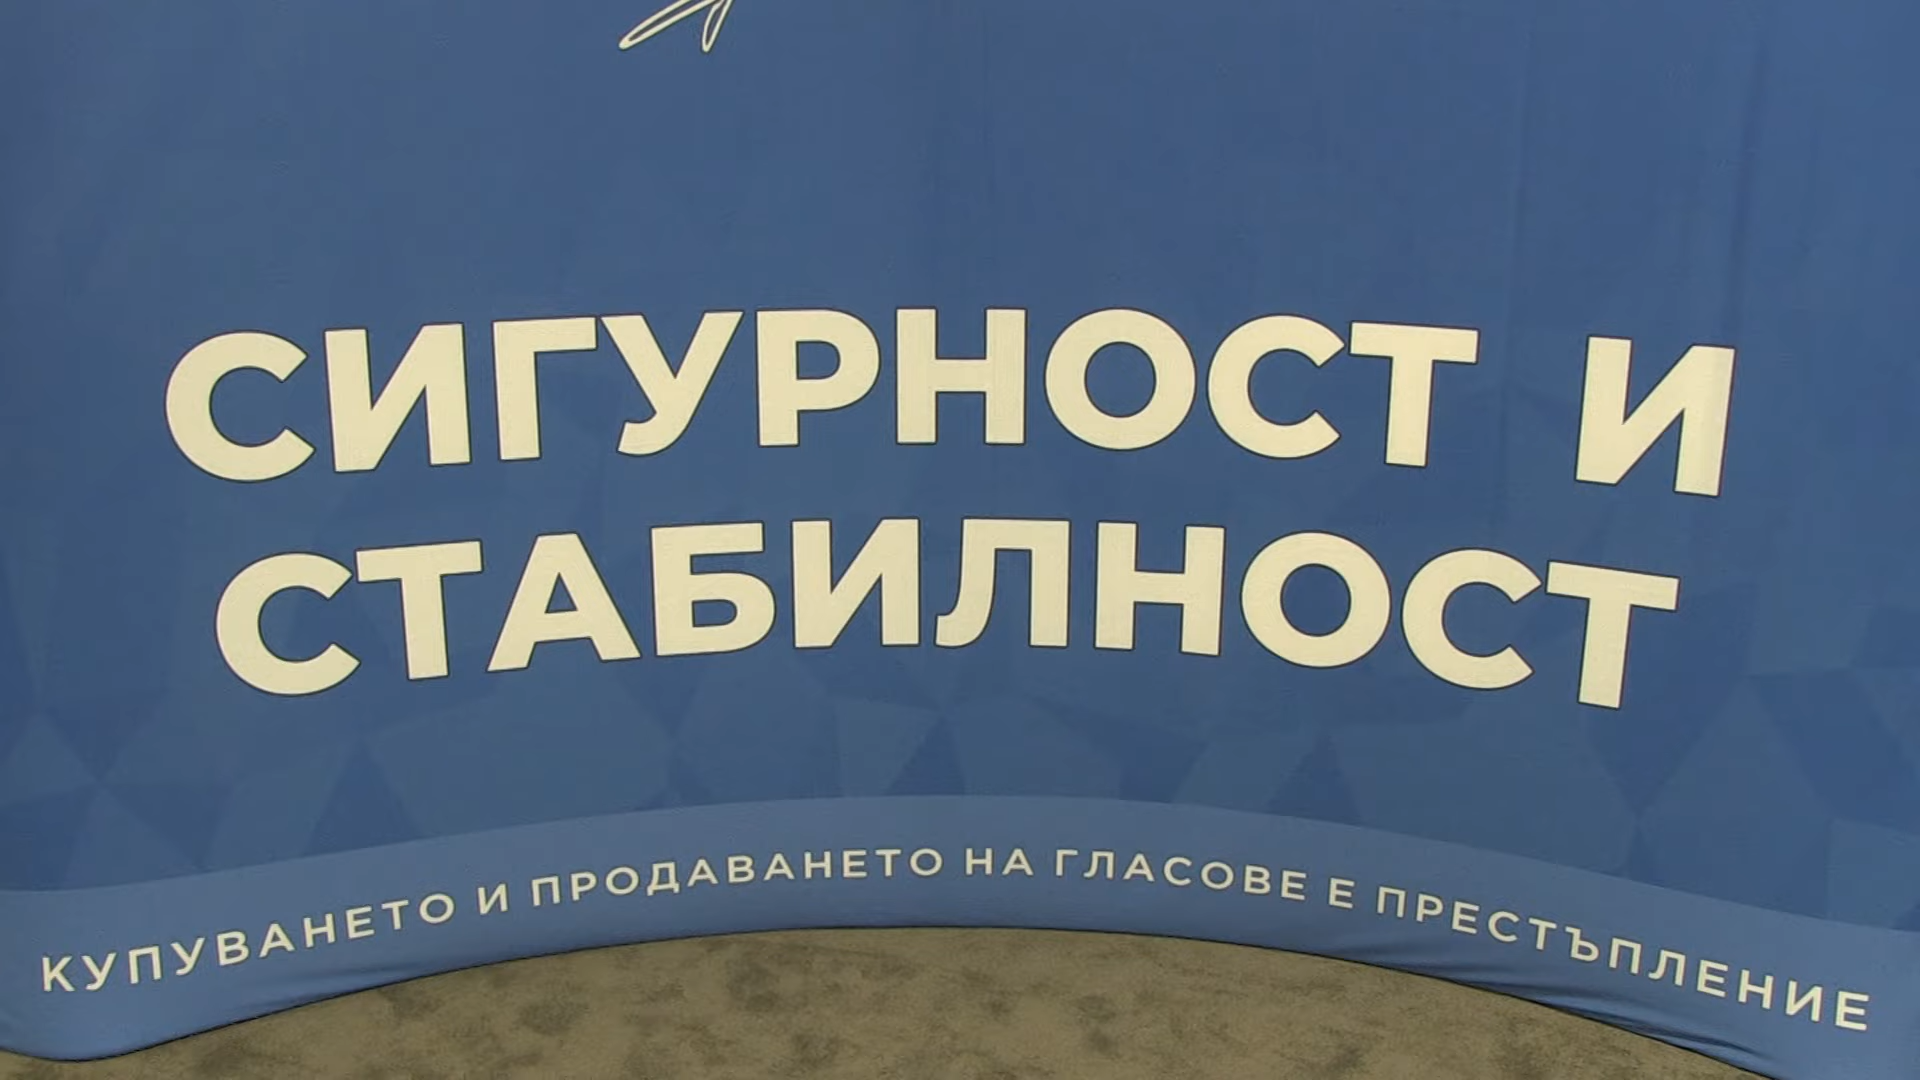 СИГУРНОСТ И
СТАБИЛНОСТ
КУПУВАНЕТО И ПРОДАВАНЕТО НА ГЛАСОВЕ Е ПРЕСТЪПЛЕНИЕ